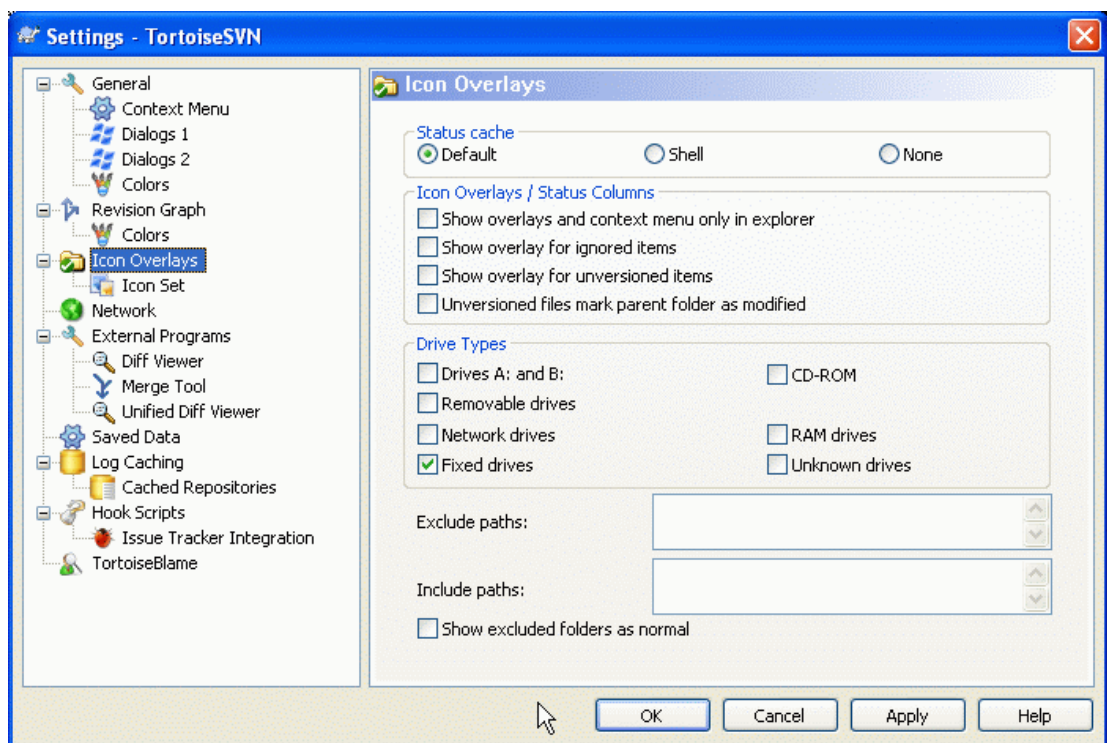 Settings - TortoiseSVN
General
Context Menu
Dialogs 1
Dialogs 2
Colors
Revision Graph
Colors
Icon Overlays
Icon Set
Network
External Programs
Diff Viewer
Merge Tool
Unified Diff Viewer
Saved Data
Log Caching
Cached Repositories
Hook Scripts
Issue Tracker Integration
TortoiseBlame
Icon Overlays
Status cache
Default Shell None
Icon Overlays / Status Columns
Show overlays and context menu only in explorer
Show overlay for ignored items
Show overlay for unversioned items
Unversioned files mark parent folder as modified
Drive Types
Drives A: and B: CD-ROM
Removable drives
Network drives RAM drives
Fixed drives Unknown drives
Exclude paths:
Include paths:
Show excluded folders as normal
OK Cancel Apply Help